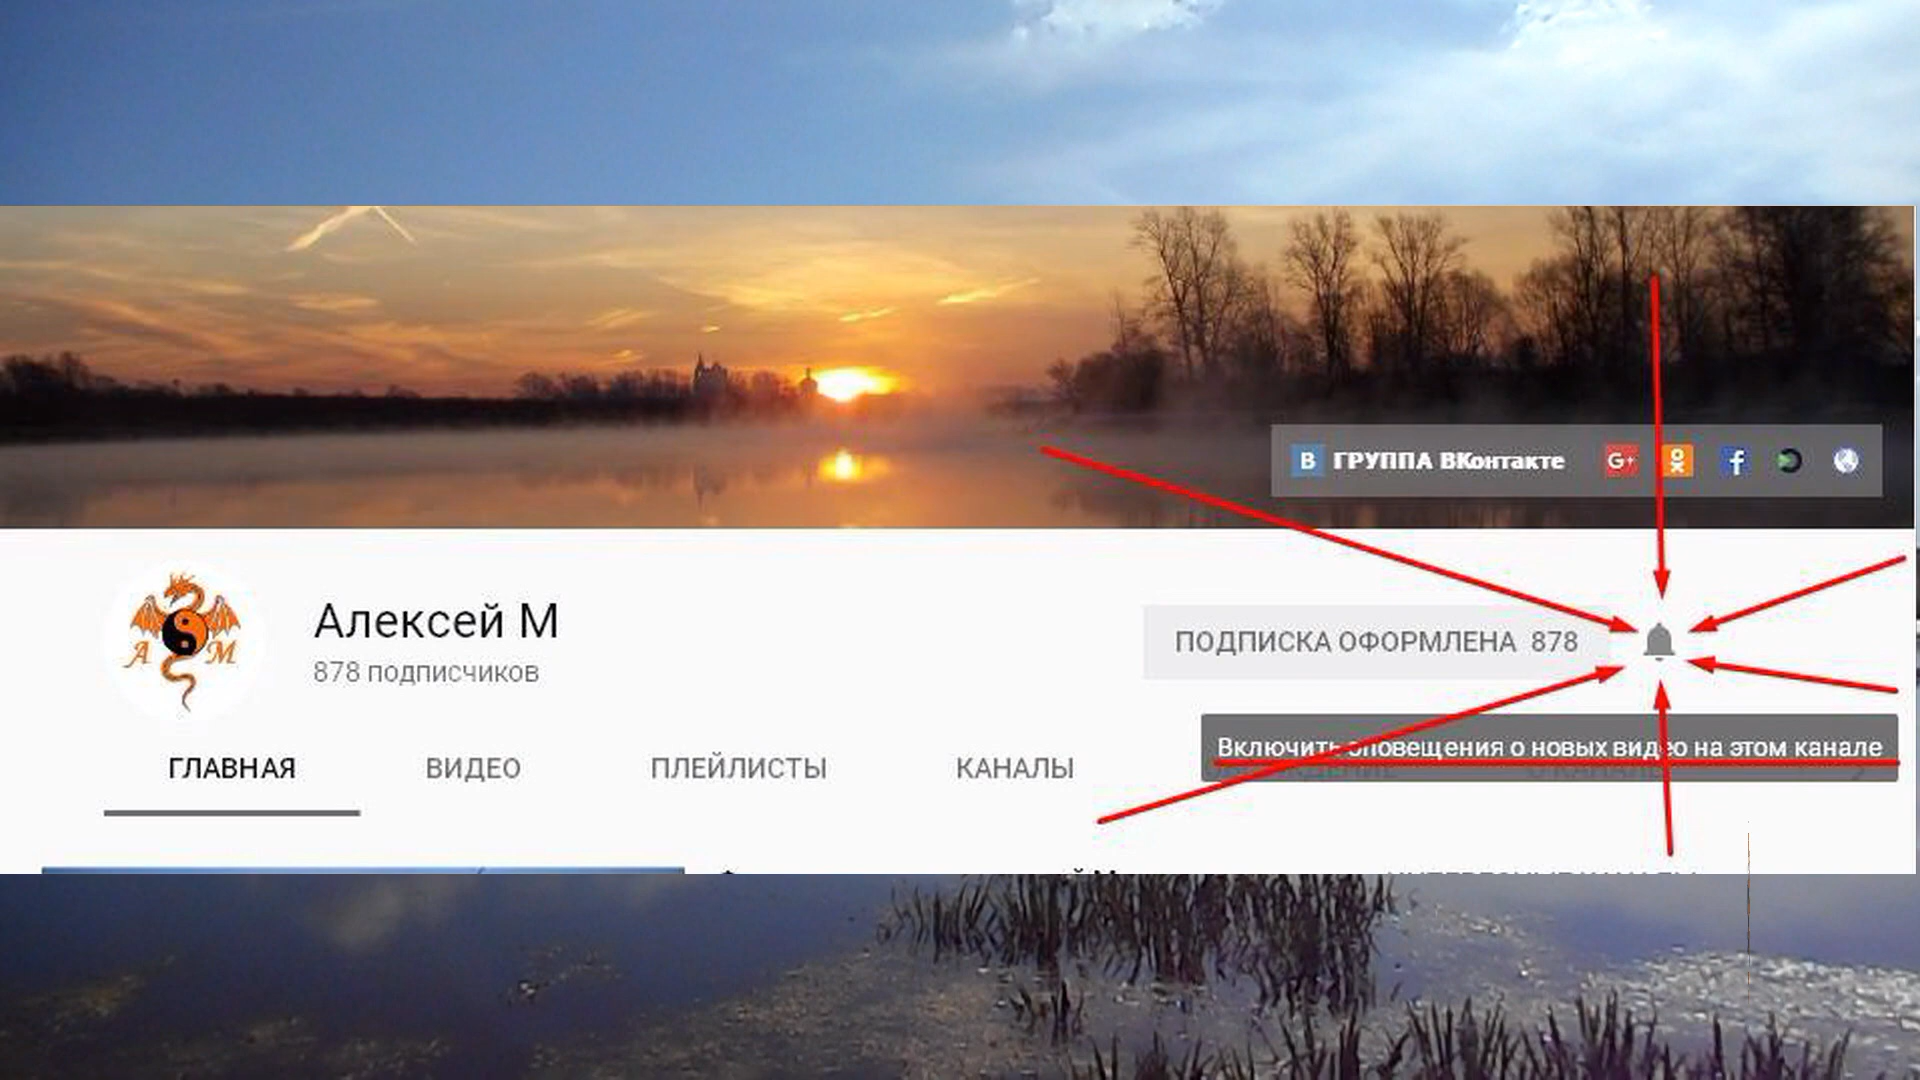 В ГРУППА ВКонтакте G+ f
А М
Алексей М
878 подписчиков
ПОДПИСКА ОФОРМЛЕНА 878
Включить оповещения о новых видео на этом канале
ГЛАВНАЯ ВИДЕО ПЛЕЙЛИСТЫ КАНАЛЫ